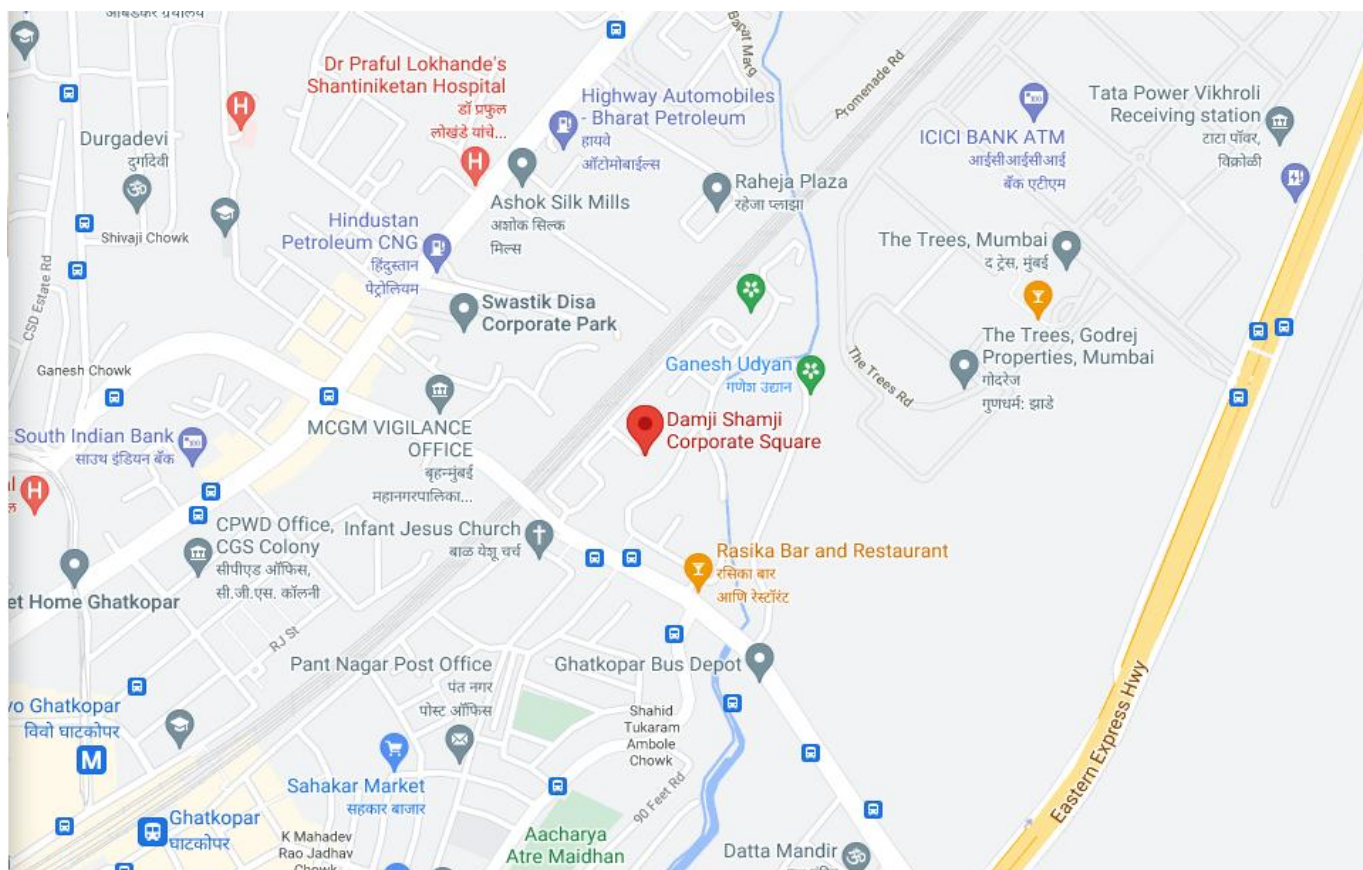 Dr Praful Lokhande's
Shantiniketan Hospital
डॉ प्रफुल
लोखंडे यांचे...
Highway Automobiles
- Bharat Petroleum
हायवे
ऑटोमोबाईल्स
Promenade Rd
Tata Power Vikhroli
Receiving station
टाटा पॉवर,
विक्रोळी
ICICI BANK ATM
आईसीआईसीआई
बँक एटीएम
Durgadevi
दुर्गादेवी
Shivaji Chowk
Ashok Silk Mills
अशोक सिल्क
मिल्स
Raheja Plaza
रहेजा प्लाझा
Hindustan
Petroleum CNG
हिंदुस्तान
पेट्रोलियम
The Trees, Mumbai
द ट्रेस, मुंबई
CSD Estate Rd
Swastik Disa
Corporate Park
The Trees, Godrej
Properties, Mumbai
गोदरेज
गुणधर्म: झाडे
Ganesh Chowk
Ganesh Udyan
गणेश उद्यान
The Trees Rd
South Indian Bank
साउथ इंडियन बँक
MCGM VIGILANCE
OFFICE
बृहन्मुंबई
महानगरपालिका...
Damji Shamji
Corporate Square
CPWD Office,
CGS Colony
सीपीएड ऑफिस,
सी.जी.एस. कॉलनी
Infant Jesus Church
बाळ येशू चर्च
Rasika Bar and Restaurant
रसिका बार
आणि रेस्टॉरंट
et Home Ghatkopar
RJ St
Pant Nagar Post Office
पंत नगर
पोस्ट ऑफिस
Ghatkopar Bus Depot
vo Ghatkopar
विवो घाटकोपर
M
Shahid
Tukaram
Ambole
Chowk
Eastern Express Hwy
Sahakar Market
सहकार बाजार
90 Feet Rd
Ghatkopar
घाटकोपर
K Mahadev
Rao Jadhav
Chowk
Aacharya
Atre Maidhan
Datta Mandir